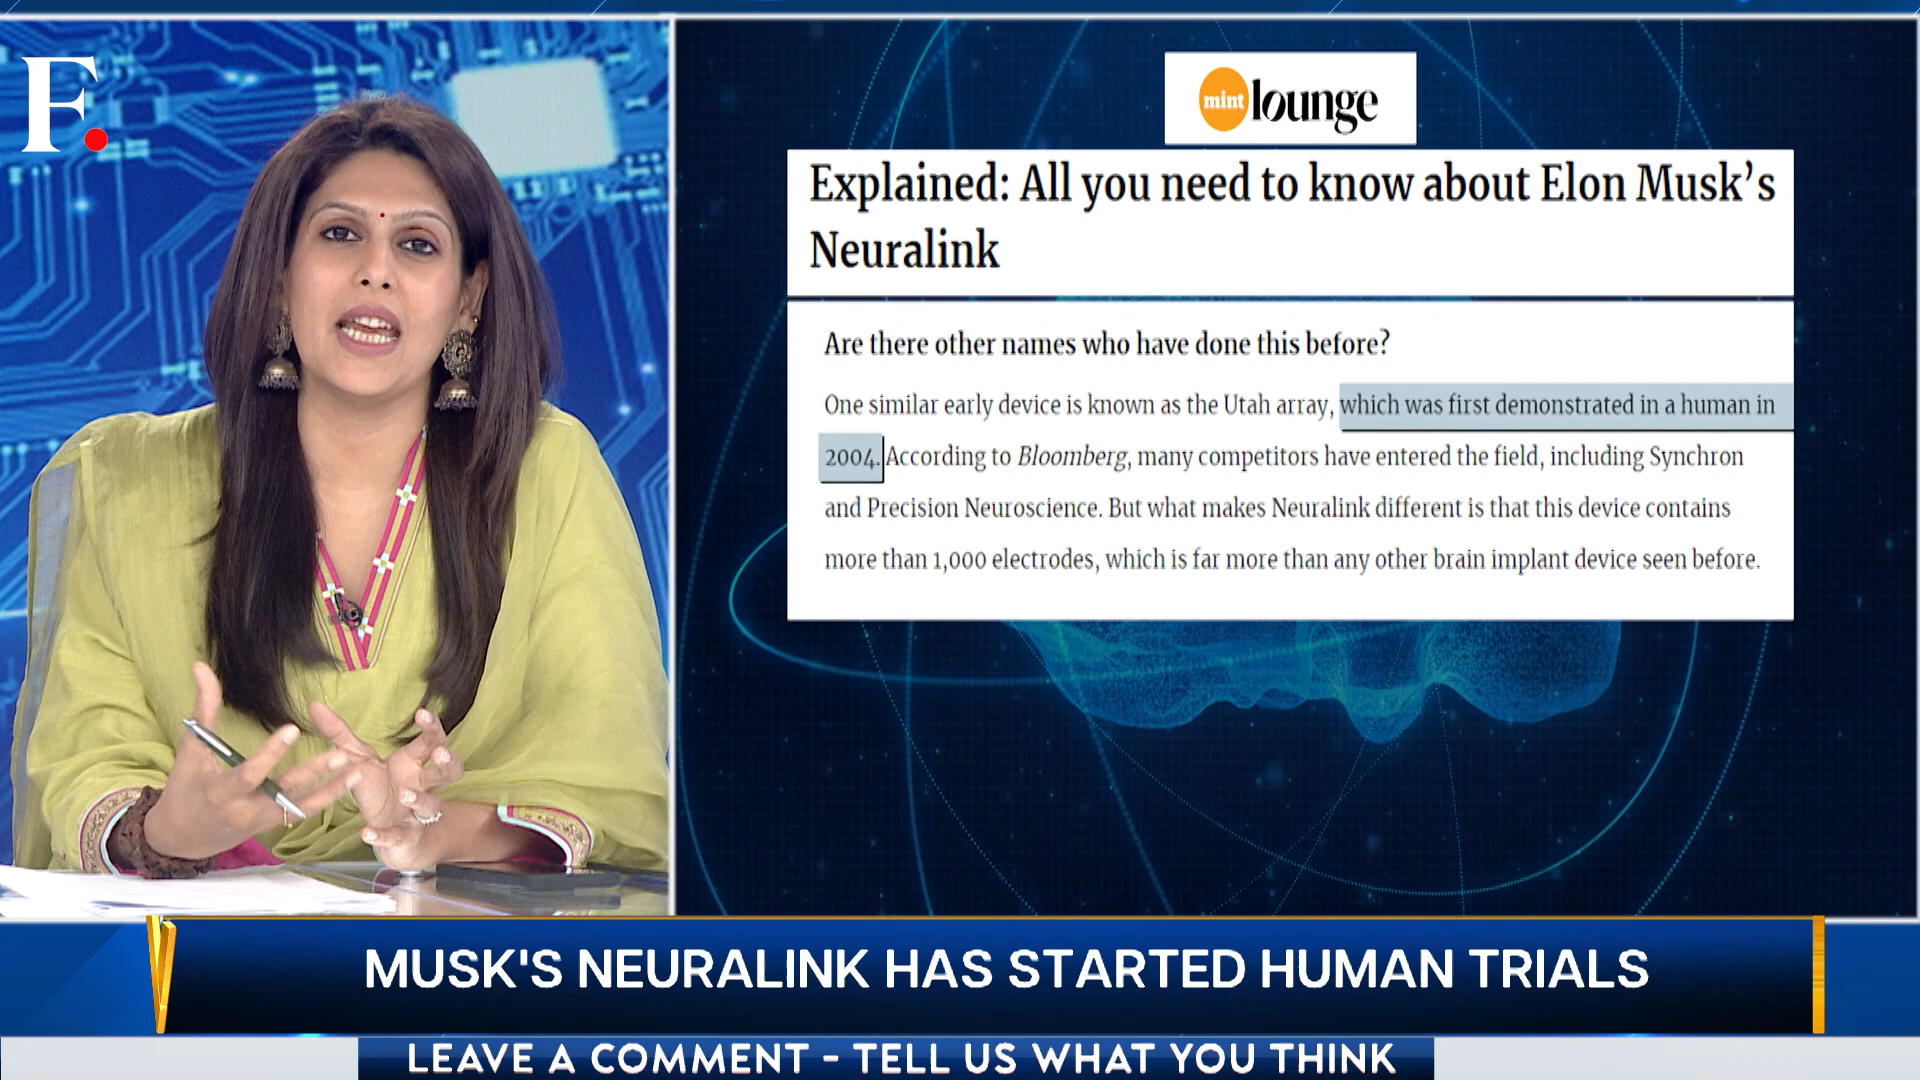 F.
mint lounge
Explained: All you need to know about Elon Musk's
Neuralink
Are there other names who have done this before?
One similar early device is known as the Utah array, which was first demonstrated in a human in
2004. According to Bloomberg, many competitors have entered the field, including Synchron
and Precision Neuroscience. But what makes Neuralink different is that this device contains
more than 1,000 electrodes, which is far more than any other brain implant device seen before.
MUSK'S NEURALINK HAS STARTED HUMAN TRIALS
LEAVE A COMMENT - TELL US WHAT YOU THINK